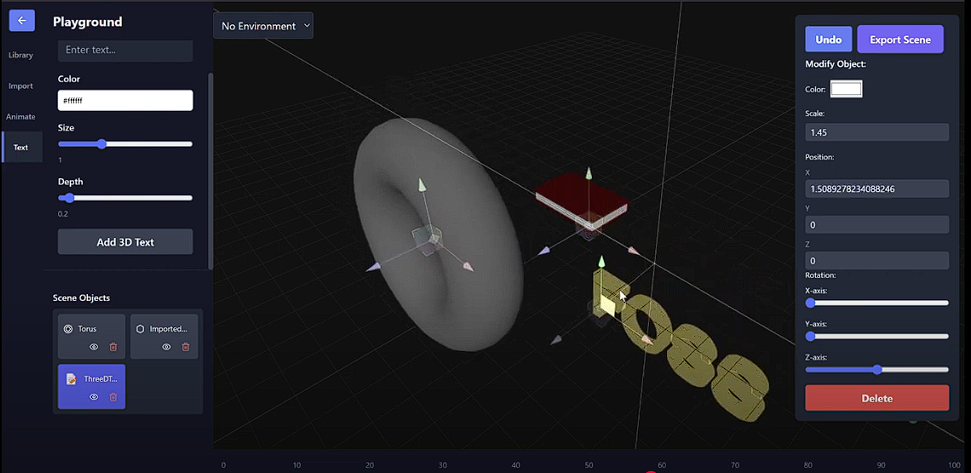 Playground
No Environment
Library
Import
Animate
Text
Enter text...
Color
#ffffff
Size
1
Depth
0.2
Add 3D Text
Scene Objects
Torus
Imported...
ThreeDT...
Undo
Export Scene
Modify Object:
Color:
Scale:
1.45
Position:
X
1.5089278234088246
Y
0
Z
0
Rotation:
X-axis:
Y-axis:
Z-axis:
Delete
0 10 20 30 40 50 60 70 80 90 100